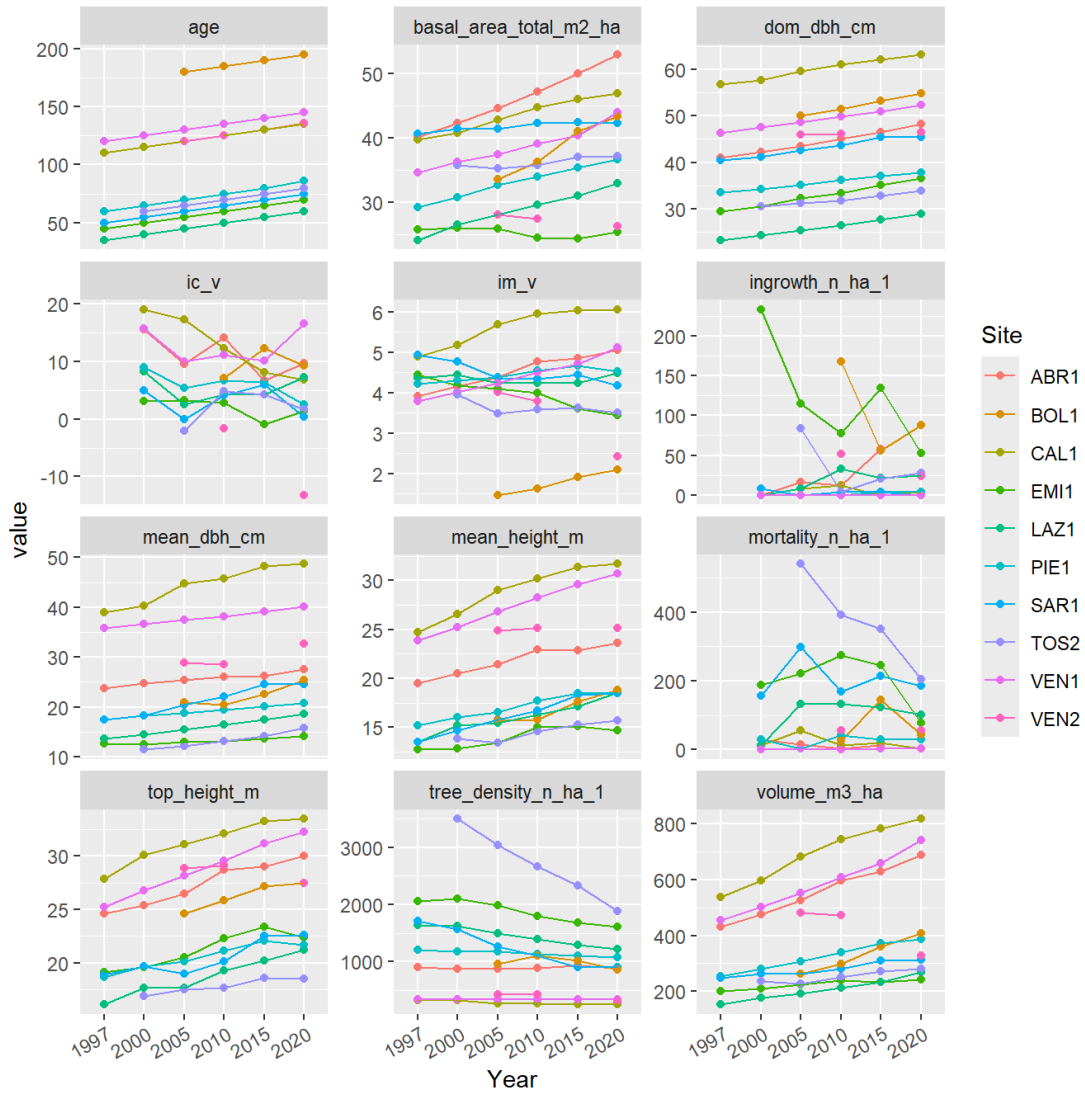 age
basal_area_total_m2_ha
dom_dbh_cm
200
150
100
50
50
40
30
60
50
40
30
ic_v
im_v
ingrowth_n_ha_1
20
10
0
-10
6
5
4
3
2
200
150
100
50
0
value
mean_dbh_cm
mean_height_m
mortality_n_ha_1
50
40
30
20
10
30
25
20
15
400
200
0
top_height_m
tree_density_n_ha_1
volume_m3_ha
30
25
20
3000
2000
1000
800
600
400
200
1997 2000 2005 2010 2015 2020
1997 2000 2005 2010 2015 2020
1997 2000 2005 2010 2015 2020
Year
Site
ABR1
BOL1
CAL1
EMI1
LAZ1
PIE1
SAR1
TOS2
VEN1
VEN2